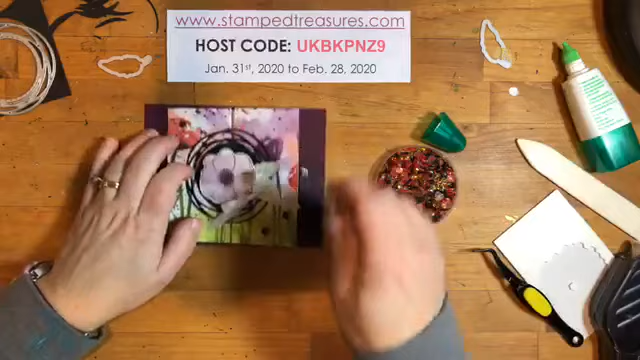 www.stampedtreasures.com
HOST CODE: UKBKPNZ9
Jan. 31st, 2020 to Feb. 28, 2020